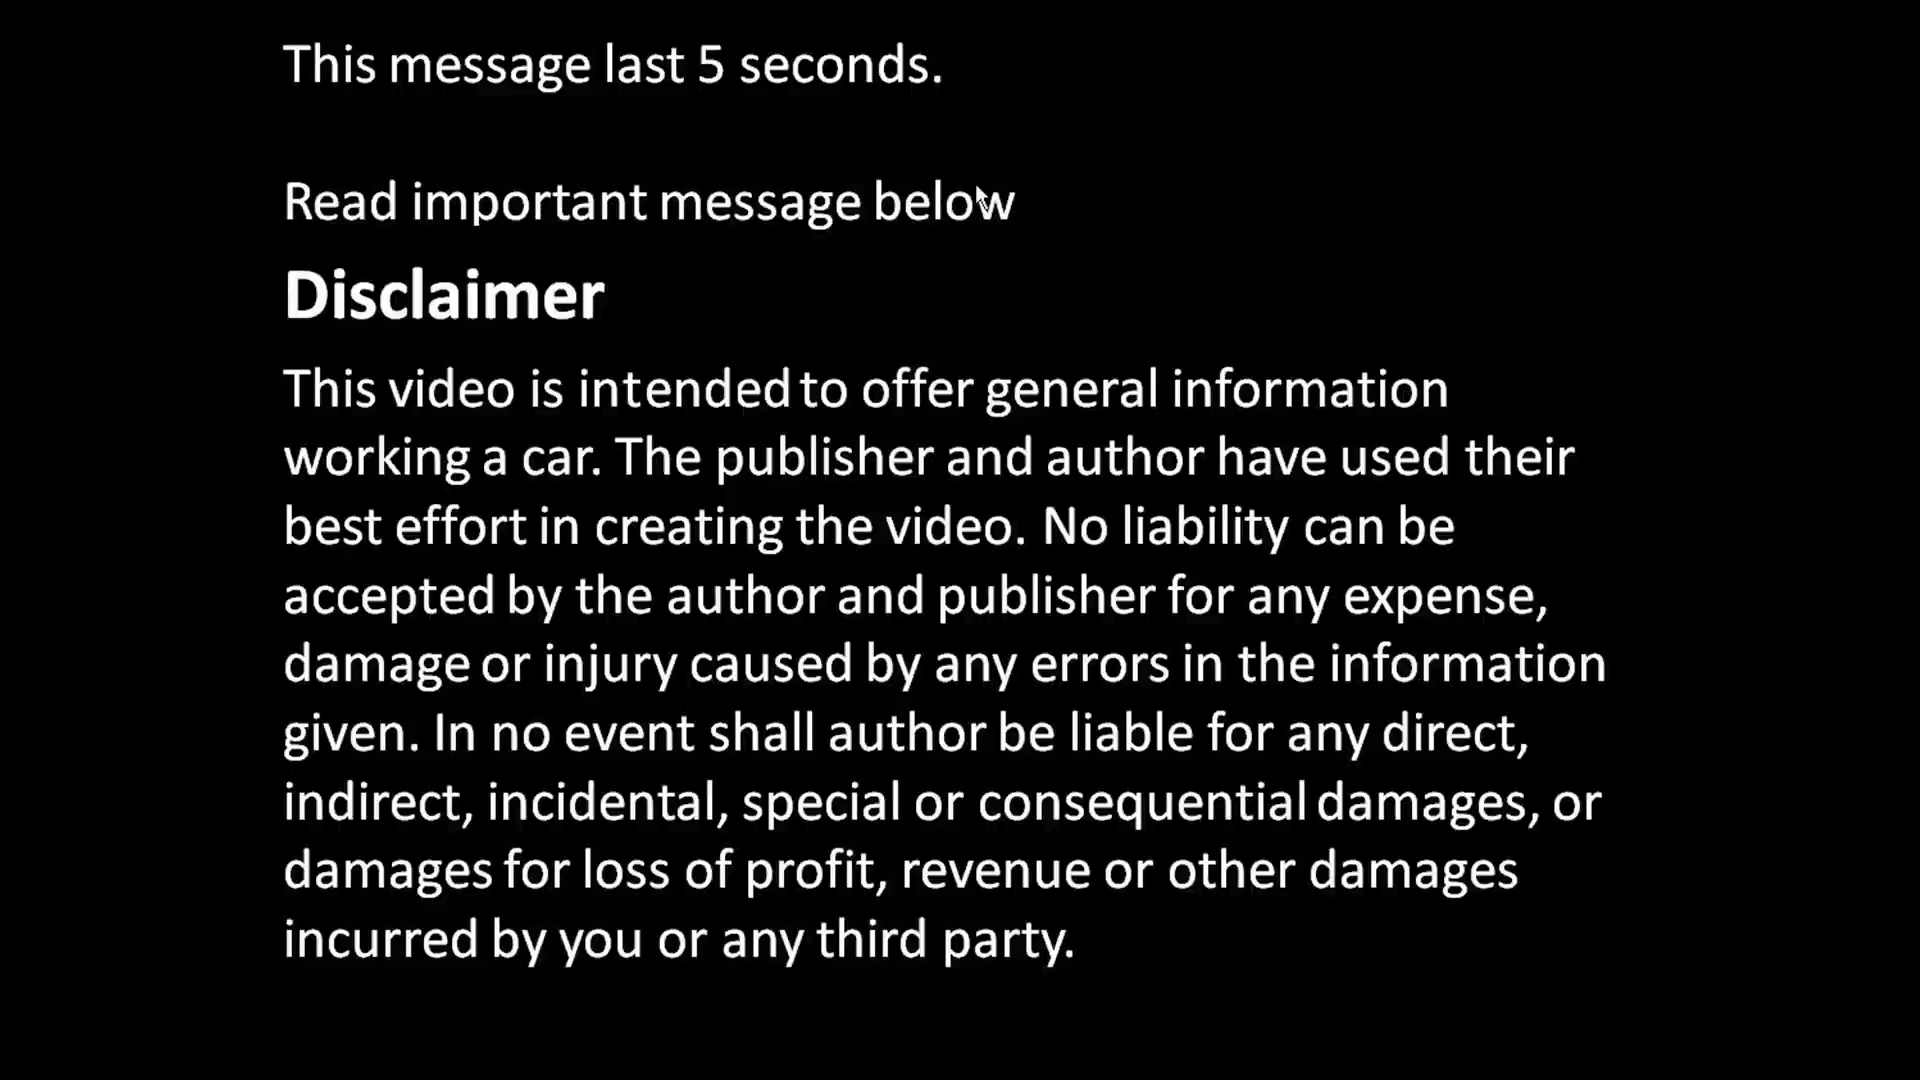 This message last 5 seconds.
Read important message below
Disclaimer
This video is intended to offer general information
working a car. The publisher and author have used their
best effort in creating the video. No liability can be
accepted by the author and publisher for any expense,
damage or injury caused by any errors in the information
given. In no event shall author be liable for any direct,
indirect, incidental, special or consequential damages, or
damages for loss of profit, revenue or other damages
incurred by you or any third party.